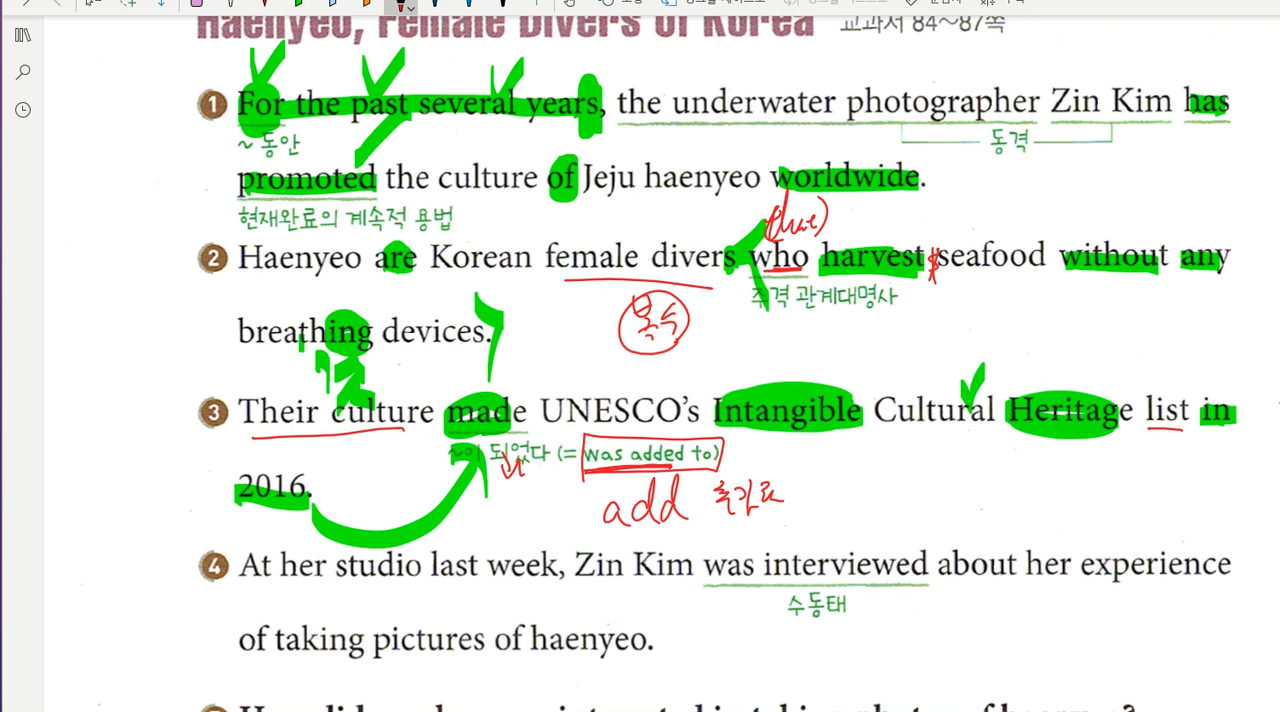 Haenyeo, Female Divers of Korea 교과서 84~87쪽
1 For the past several years, the underwater photographer Zin Kim has
~ 동안 동격
promoted the culture of Jeju haenyeo worldwide.
현재완료의 계속적 용법 (that)
2 Haenyeo are Korean female divers who harvest seafood without any
주격 관계대명사
복수
breathing devices.
3 Their culture made UNESCO's Intangible Cultural Heritage list in
~이 되었다 (= was added to)
2016.
add
4 At her studio last week, Zin Kim was interviewed about her experience
수동태
of taking pictures of haenyeo.